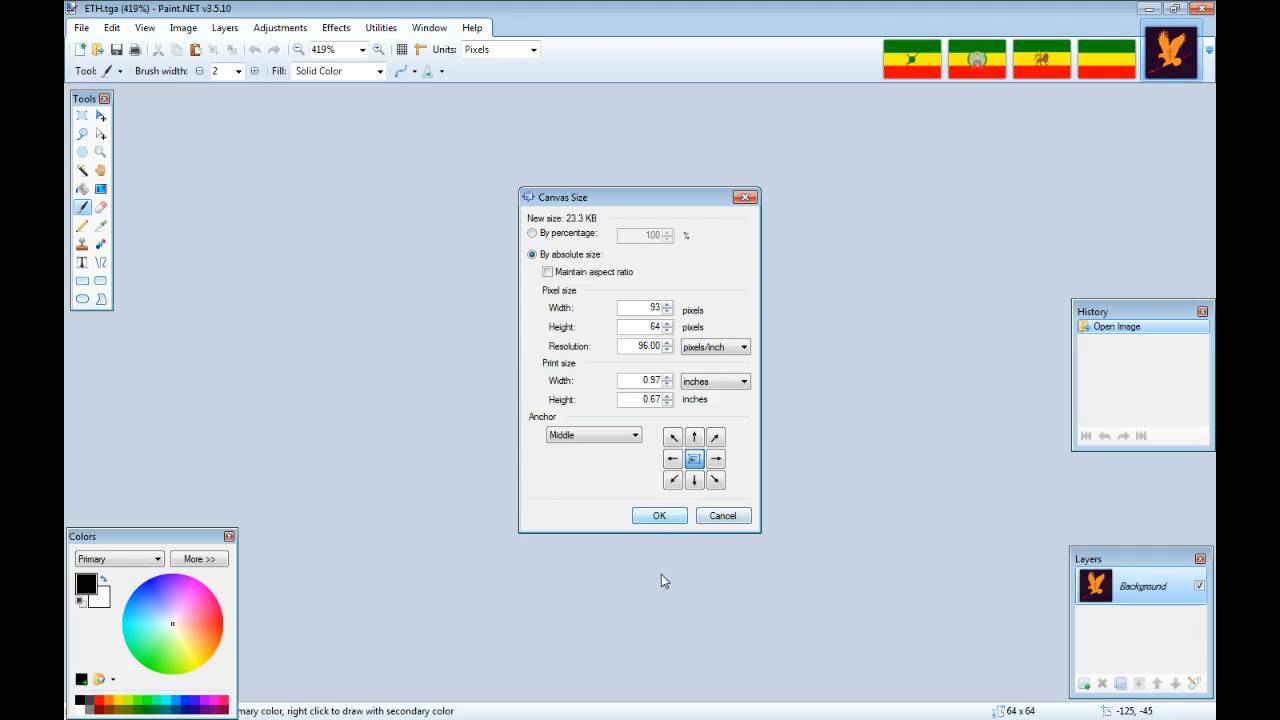 ETH.tga (419%) - Paint.NET v3.5.10
File Edit View Image Layers Adjustments Effects Utilities Window Help
419% Units: Pixels
Tool: Brush width: 2 Fill: Solid Color
Tools
Canvas Size
New size: 23.3 KB
By percentage: 100 %
By absolute size:
Maintain aspect ratio
Pixel size
Width: 93 pixels
Height: 64 pixels
Resolution: 96.00 pixels/inch
Print size
Width: 0.97 inches
Height: 0.67 inches
Anchor
Middle
OK Cancel
History
Open Image
Colors
Primary More >>
Layers
Background
mary color, right click to draw with secondary color
64 x 64 -125, -45